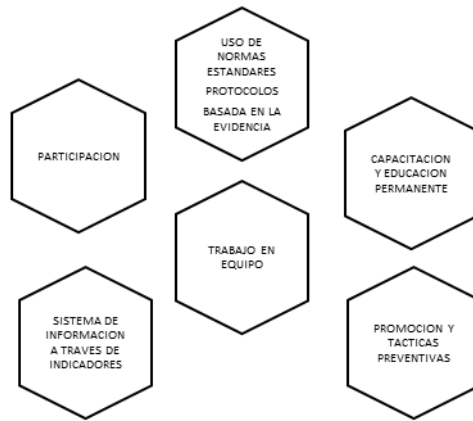 USO DE
NORMAS
ESTANDARES
PROTOCOLOS
BASADA EN LA
EVIDENCIA
PARTICIPACION
CAPACITACION
Y EDUCACION
PERMANENTE
TRABAJO EN
EQUIPO
SISTEMA DE
INFORMACION
A TRAVES DE
INDICADORES
PROMOCION Y
TACTICAS
PREVENTIVAS